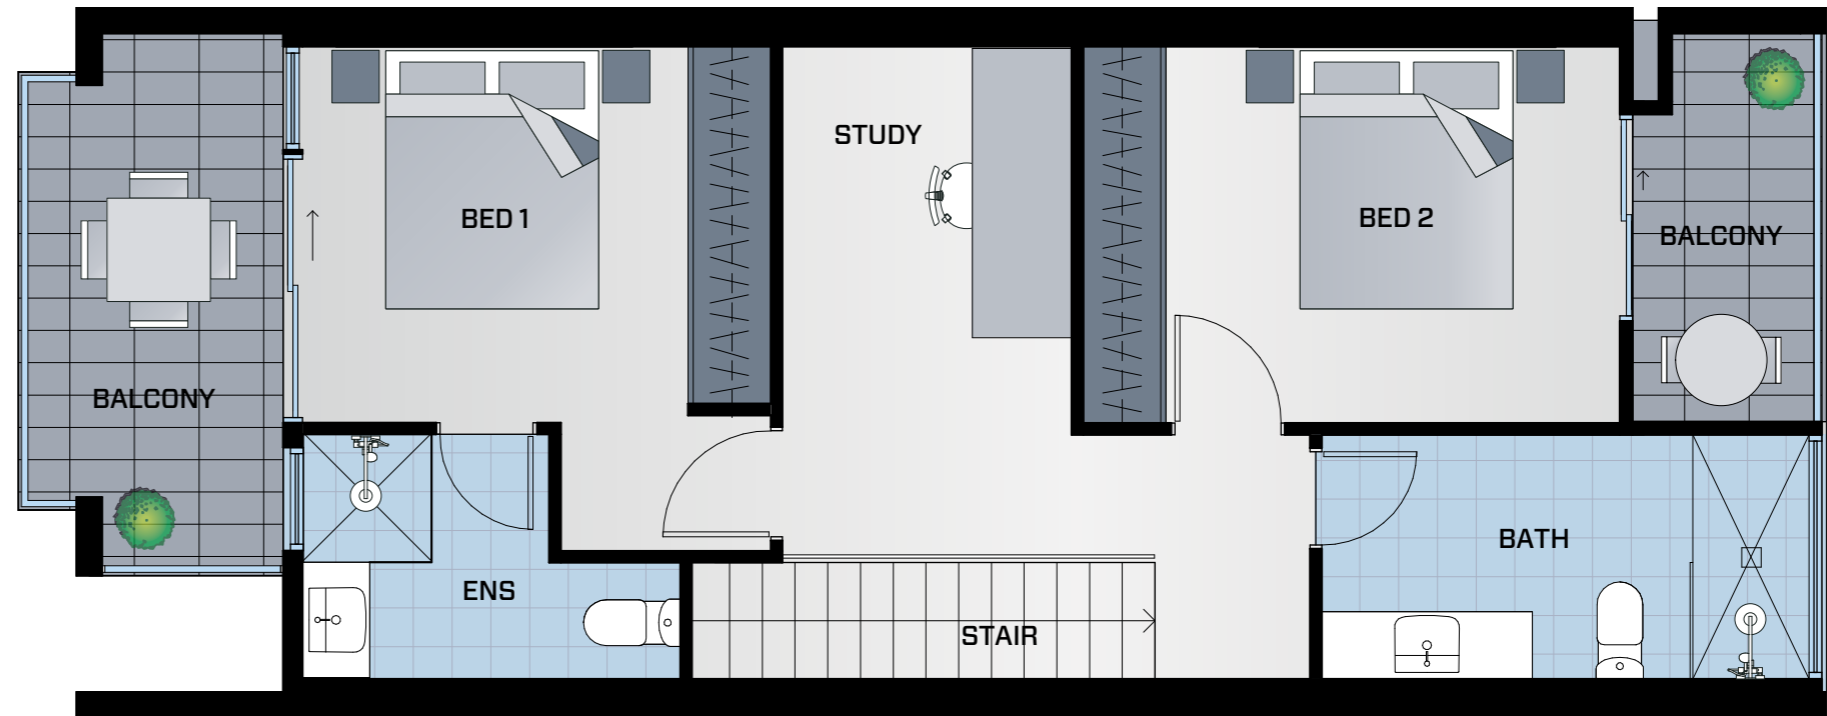 STUDY
BED 1
BED 2
BALCONY
BALCONY
BATH
ENS
STAIR